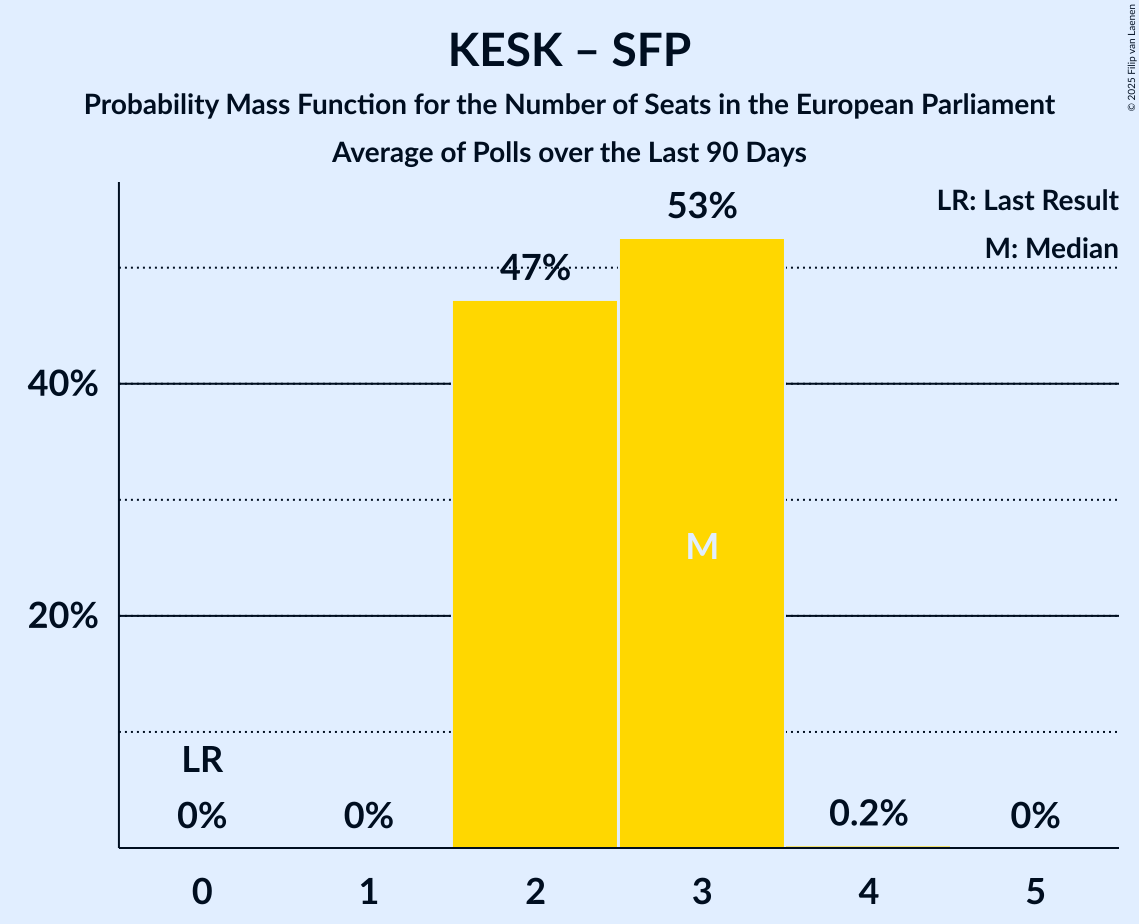 KESK – SFP
Probability Mass Function for the Number of Seats in the European Parliament
Average of Polls over the Last 90 Days
© 2025 Filip van Laenen
LR: Last Result
M: Median
53%
47%
40%
20%
M
LR
0%
0%
0.2%
0%
0
1
2
3
4
5